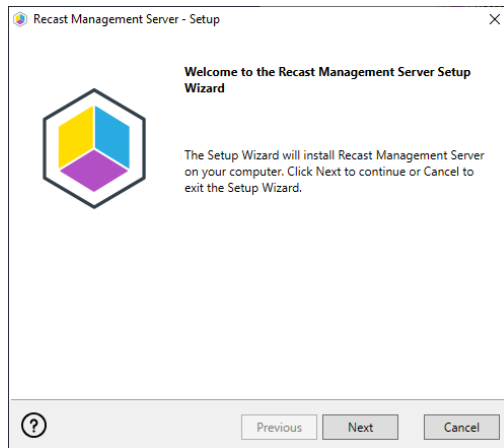 Recast Management Server - Setup
Welcome to the Recast Management Server Setup
Wizard
The Setup Wizard will install Recast Management Server
on your computer. Click Next to continue or Cancel to
exit the Setup Wizard.
?
Previous
Next
Cancel